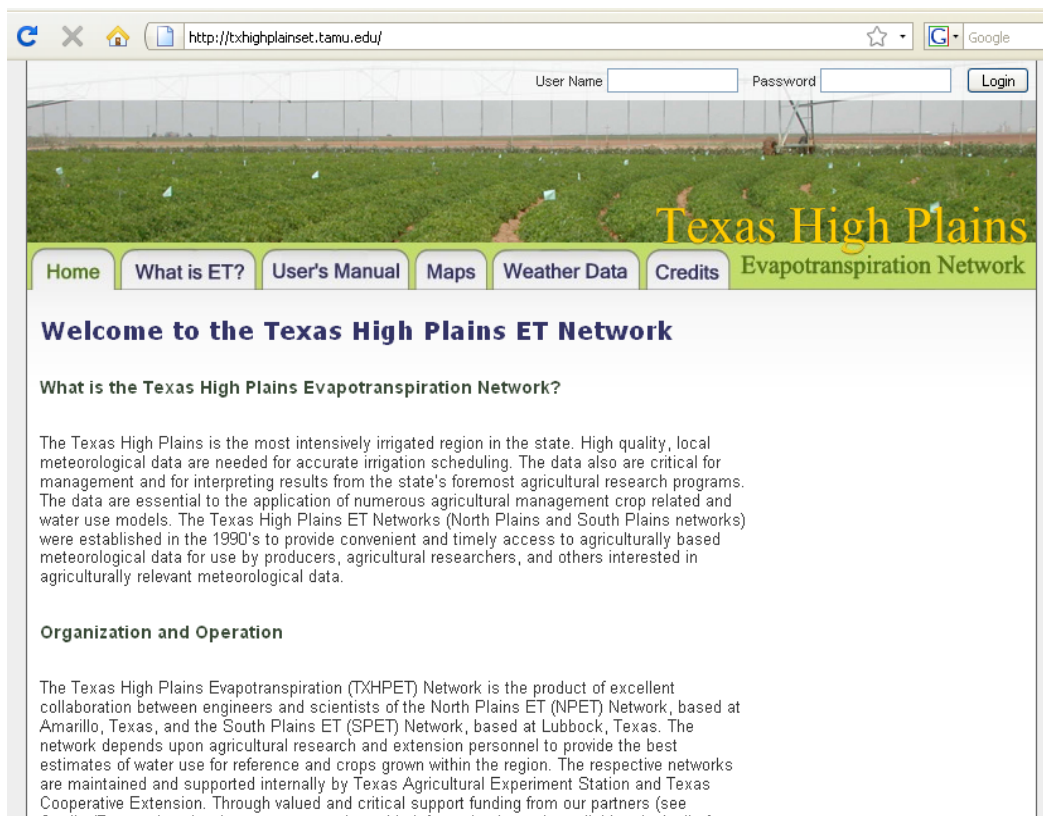 http://txhighplainset.tamu.edu/
G Google
User Name Password Login
Texas High Plains
Evapotranspiration Network
Home What is ET? User's Manual Maps Weather Data Credits
Welcome to the Texas High Plains ET Network
What is the Texas High Plains Evapotranspiration Network?
The Texas High Plains is the most intensively irrigated region in the state. High quality, local
meteorological data are needed for accurate irrigation scheduling. The data also are critical for
management and for interpreting results from the state's foremost agricultural research programs.
The data are essential to the application of numerous agricultural management crop related and
water use models. The Texas High Plains ET Networks (North Plains and South Plains networks)
were established in the 1990's to provide convenient and timely access to agriculturally based
meteorological data for use by producers, agricultural researchers, and others interested in
agriculturally relevant meteorological data.
Organization and Operation
The Texas High Plains Evapotranspiration (TXHPET) Network is the product of excellent
collaboration between engineers and scientists of the North Plains ET (NPET) Network, based at
Amarillo, Texas, and the South Plains ET (SPET) Network, based at Lubbock, Texas. The
network depends upon agricultural research and extension personnel to provide the best
estimates of water use for reference and crops grown within the region. The respective networks
are maintained and supported internally by Texas Agricultural Experiment Station and Texas
Cooperative Extension. Through valued and critical support funding from our partners (see